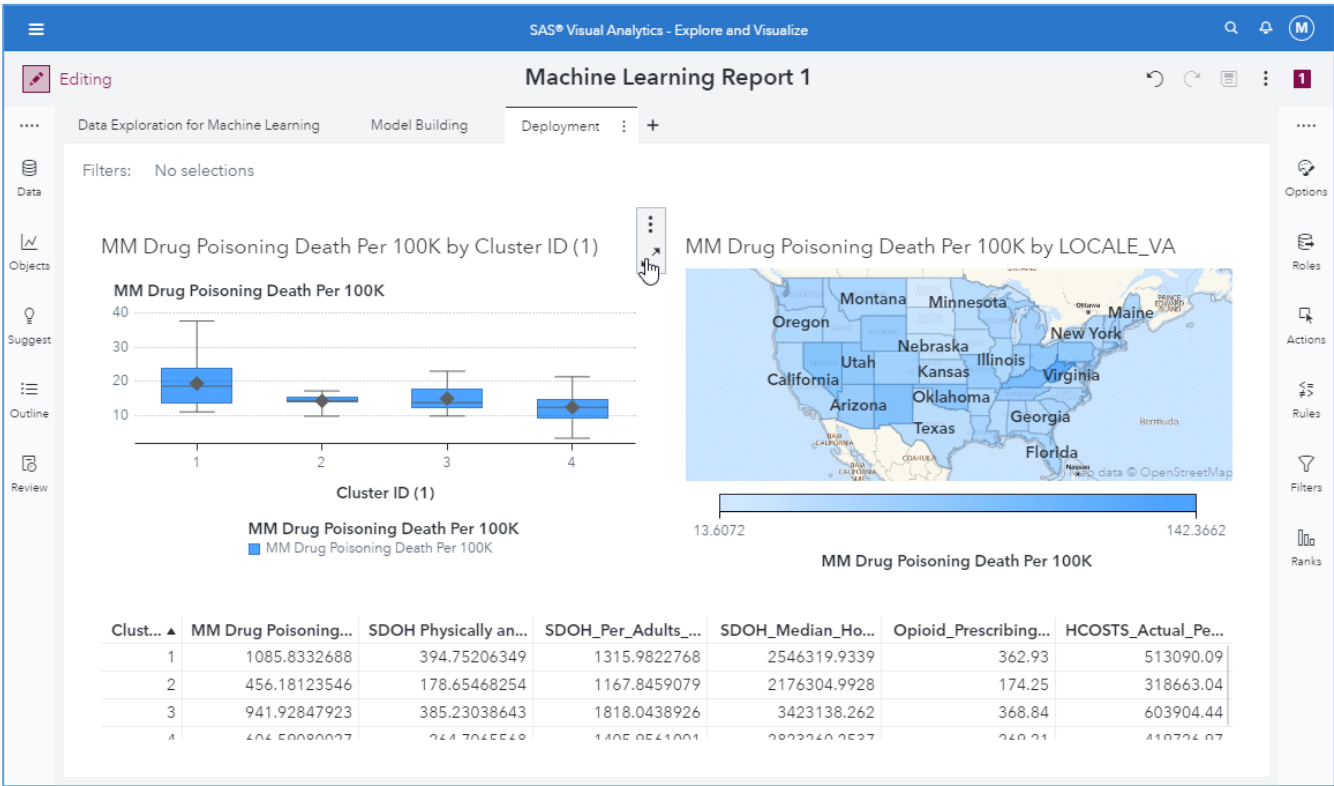 SAS® Visual Analytics - Explore and Visualize
M
Editing
Machine Learning Report 1
1
Data Exploration for Machine Learning
Model Building
Deployment
+
Data
Objects
Suggest
Outline
Review
Options
Roles
Actions
Rules
Filters
Ranks
Filters: No selections
MM Drug Poisoning Death Per 100K by Cluster ID (1)
MM Drug Poisoning Death Per 100K
40
30
20
10
1 2 3 4
Cluster ID (1)
MM Drug Poisoning Death Per 100K
MM Drug Poisoning Death Per 100K
MM Drug Poisoning Death Per 100K by LOCALE_VA
Montana
Minnesota
Ottawa
Maine
PRINCE EDWARD ISLAND
Oregon
New York
Nebraska
Utah
Illinois
Kansas
Virginia
California
Oklahoma
Arizona
Georgia
Texas
Bermuda
Florida
BAJA CALIFORNIA
COAHUILA
Nassau
Map data © OpenStreetMap
13.6072 142.3662
MM Drug Poisoning Death Per 100K
Clust... MM Drug Poisoning... SDOH Physically an... SDOH_Per_Adults_... SDOH_Median_Ho... Opioid_Prescribing... HCOSTS_Actual_Pe...
1 1085.8332688 394.75206349 1315.9822768 2546319.9339 362.93 513090.09
2 456.18123546 178.65468254 1167.8459079 2176304.9928 174.25 318663.04
3 941.92847923 385.23038643 1818.0438926 3423138.262 368.84 603904.44